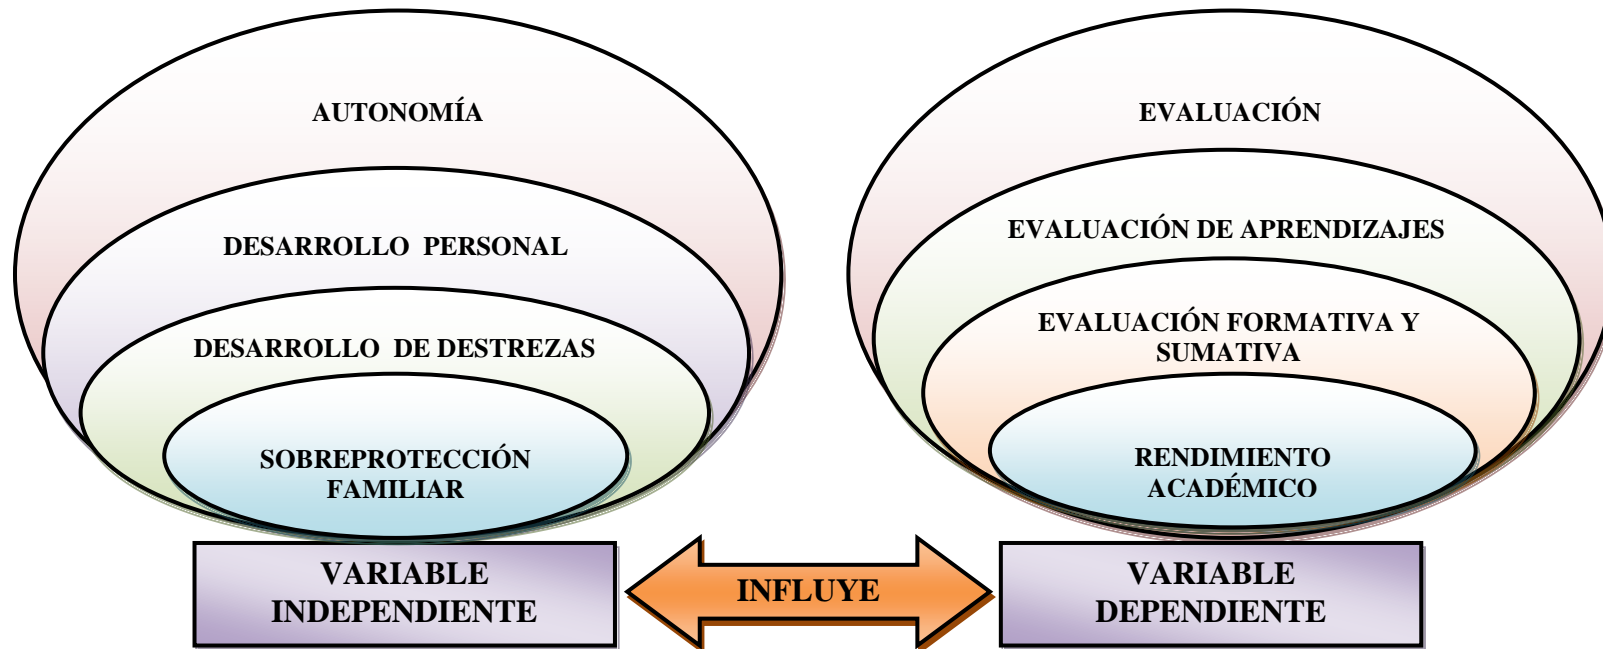 AUTONOMÍA
DESARROLLO PERSONAL
DESARROLLO DE DESTREZAS
SOBREPROTECCIÓN
FAMILIAR
VARIABLE
INDEPENDIENTE
INFLUYE
EVALUACIÓN
EVALUACIÓN DE APRENDIZAJES
EVALUACIÓN FORMATIVA Y
SUMATIVA
RENDIMIENTO
ACADÉMICO
VARIABLE
DEPENDIENTE